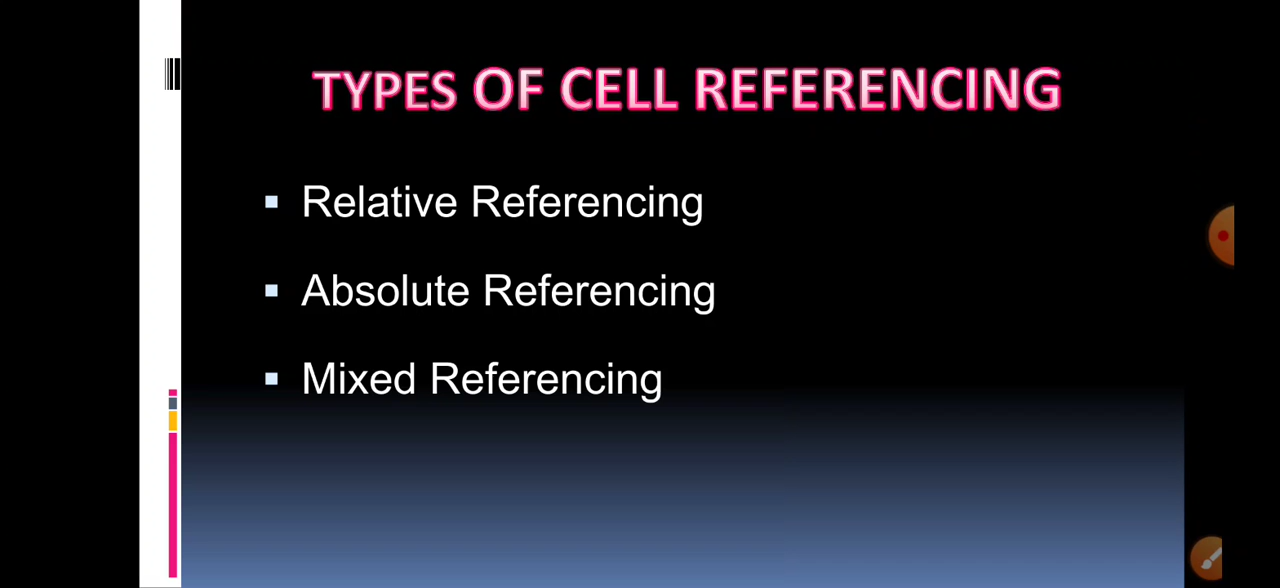 TYPES OF CELL REFERENCING
Relative Referencing
Absolute Referencing
Mixed Referencing